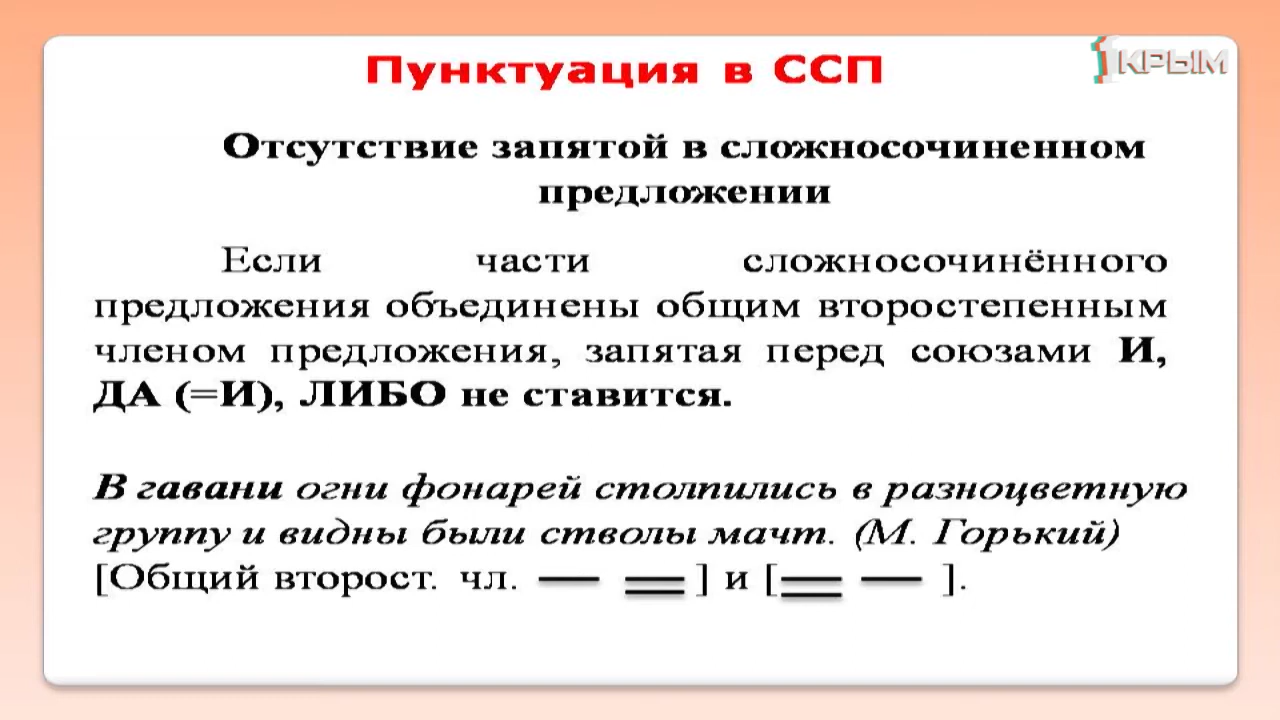 Пунктуация в ССП
1КРЫМ
Отсутствие запятой в сложносочиненном
предложении
Если части сложносочинённого
предложения объединены общим второстепенным
членом предложения, запятая перед союзами И,
ДА (=И), ЛИБО не ставится.
В гавани огни фонарей столпились в разноцветную
группу и видны были стволы мачт. (М. Горький)
[Общий второст. чл. — = ] и [ = — ].